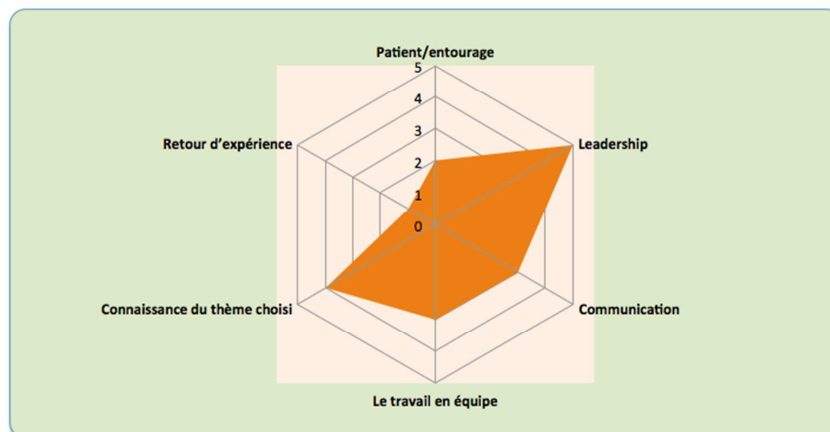 Patient/entourage
5
4
Retour d'expérience
Leadership
3
2
1
0
Connaissance du thème choisi
Communication
Le travail en équipe